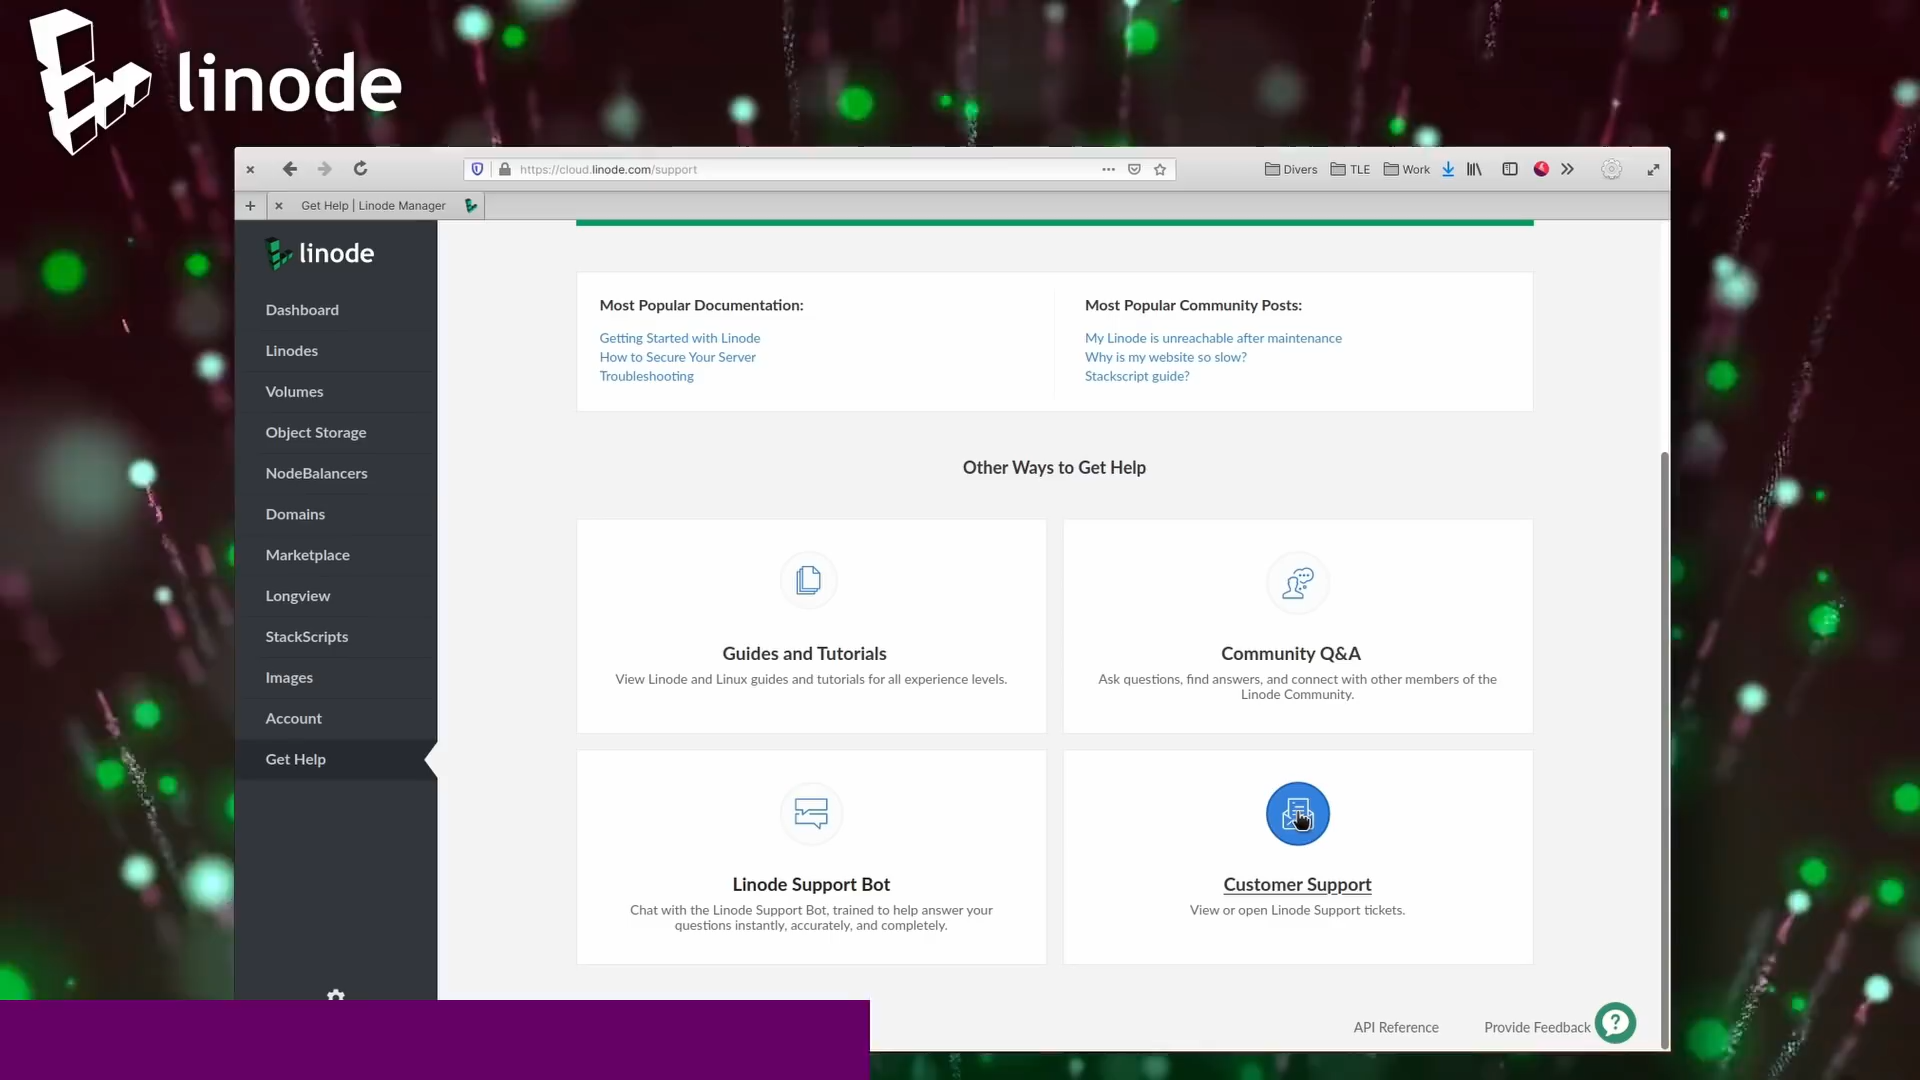 linode
https://cloud.linode.com/support
Divers
TLE
Work
Get Help | Linode Manager
linode
Dashboard
Linodes
Volumes
Object Storage
NodeBalancers
Domains
Marketplace
Longview
StackScripts
Images
Account
Get Help
Most Popular Documentation:
Getting Started with Linode
How to Secure Your Server
Troubleshooting
Most Popular Community Posts:
My Linode is unreachable after maintenance
Why is my website so slow?
Stackscript guide?
Other Ways to Get Help
Guides and Tutorials
View Linode and Linux guides and tutorials for all experience levels.
Community Q&A
Ask questions, find answers, and connect with other members of the
Linode Community.
Linode Support Bot
Chat with the Linode Support Bot, trained to help answer your
questions instantly, accurately, and completely.
Customer Support
View or open Linode Support tickets.
API Reference
Provide Feedback